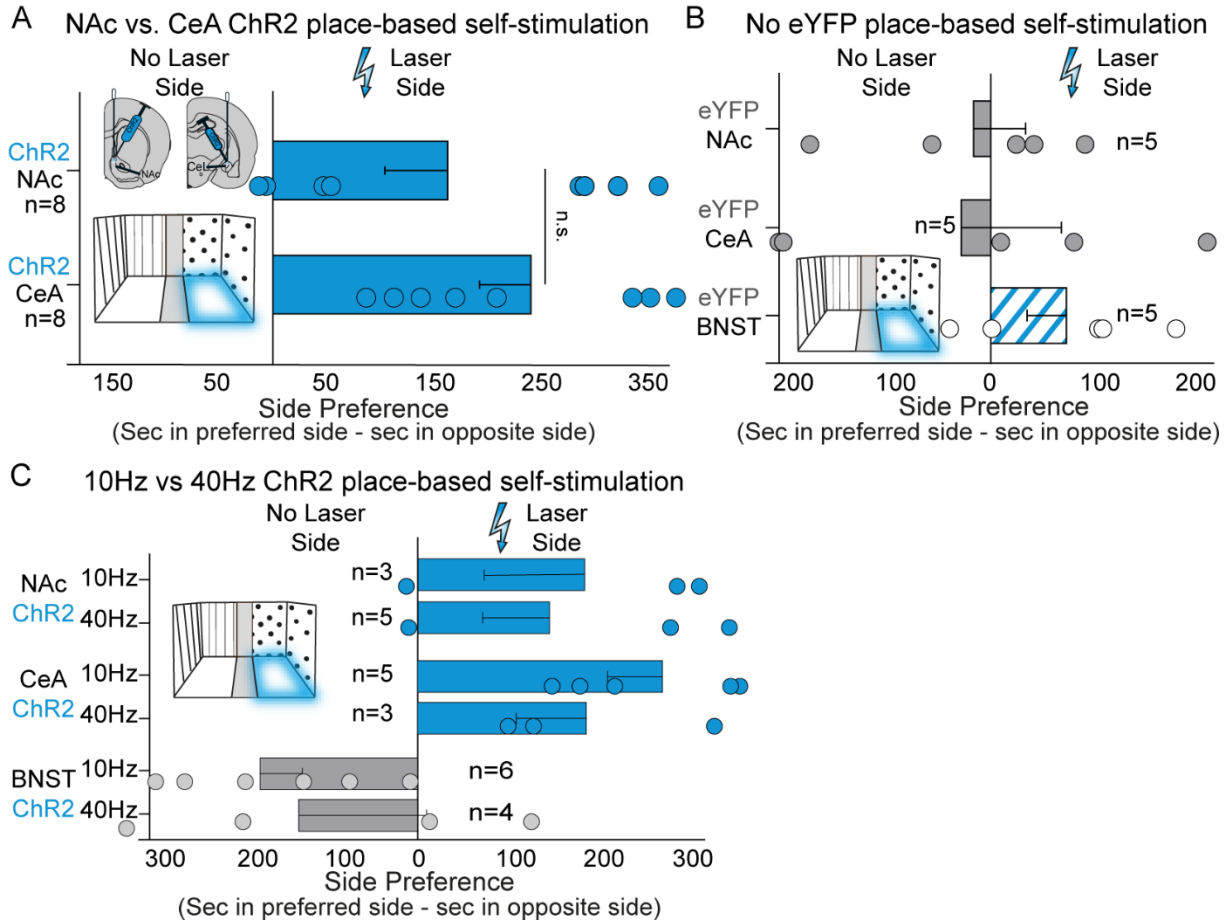 A
NAc vs. CeA ChR2 place-based self-stimulation
No Laser
Side
Laser
Side
NAc
CeL
ChR2
NAc
n=8
ChR2
CeA
n=8
n.s.
150 50 50 150 250 350
Side Preference
(Sec in preferred side - sec in opposite side)
B
No eYFP place-based self-stimulation
No Laser
Side
Laser
Side
eYFP
NAc
n=5
eYFP
CeA
n=5
eYFP
BNST
n=5
200 100 0 100 200
Side Preference
(Sec in preferred side - sec in opposite side)
C
10Hz vs 40Hz ChR2 place-based self-stimulation
No Laser
Side
Laser
Side
NAc
ChR2
10Hz
n=3
40Hz
n=5
CeA
ChR2
10Hz
n=5
40Hz
n=3
BNST
ChR2
10Hz
n=6
40Hz
n=4
300 200 100 0 100 200 300
Side Preference
(Sec in preferred side - sec in opposite side)